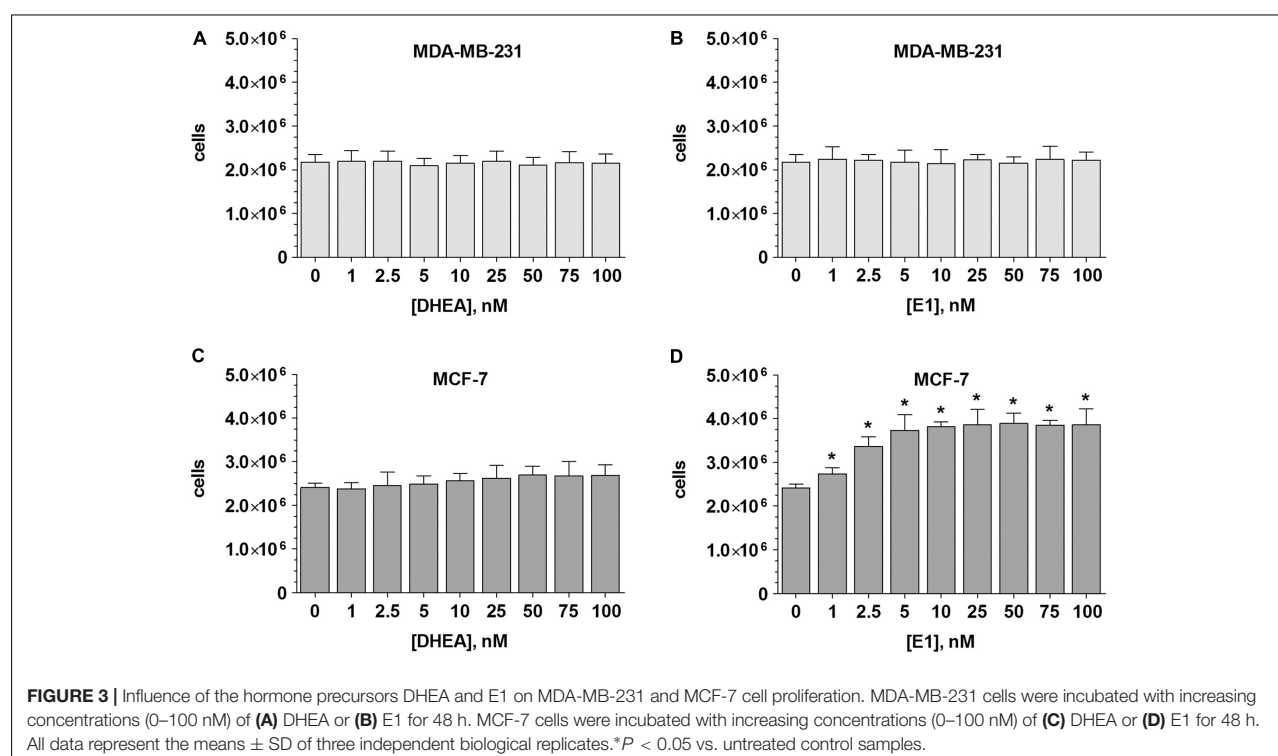 A
MDA-MB-231
5.0×10⁶
4.0×10⁶
3.0×10⁶
2.0×10⁶
1.0×10⁶
0
cells
0 1 2.5 5 10 25 50 75 100
[DHEA], nM
B
MDA-MB-231
5.0×10⁶
4.0×10⁶
3.0×10⁶
2.0×10⁶
1.0×10⁶
0
cells
0 1 2.5 5 10 25 50 75 100
[E1], nM
C
MCF-7
5.0×10⁶
4.0×10⁶
3.0×10⁶
2.0×10⁶
1.0×10⁶
0
cells
0 1 2.5 5 10 25 50 75 100
[DHEA], nM
D
MCF-7
5.0×10⁶
4.0×10⁶
3.0×10⁶
2.0×10⁶
1.0×10⁶
0
cells
* * * * * * * *
0 1 2.5 5 10 25 50 75 100
[E1], nM
FIGURE 3 | Influence of the hormone precursors DHEA and E1 on MDA-MB-231 and MCF-7 cell proliferation. MDA-MB-231 cells were incubated with increasing
concentrations (0–100 nM) of (A) DHEA or (B) E1 for 48 h. MCF-7 cells were incubated with increasing concentrations (0–100 nM) of (C) DHEA or (D) E1 for 48 h.
All data represent the means ± SD of three independent biological replicates.*P < 0.05 vs. untreated control samples.